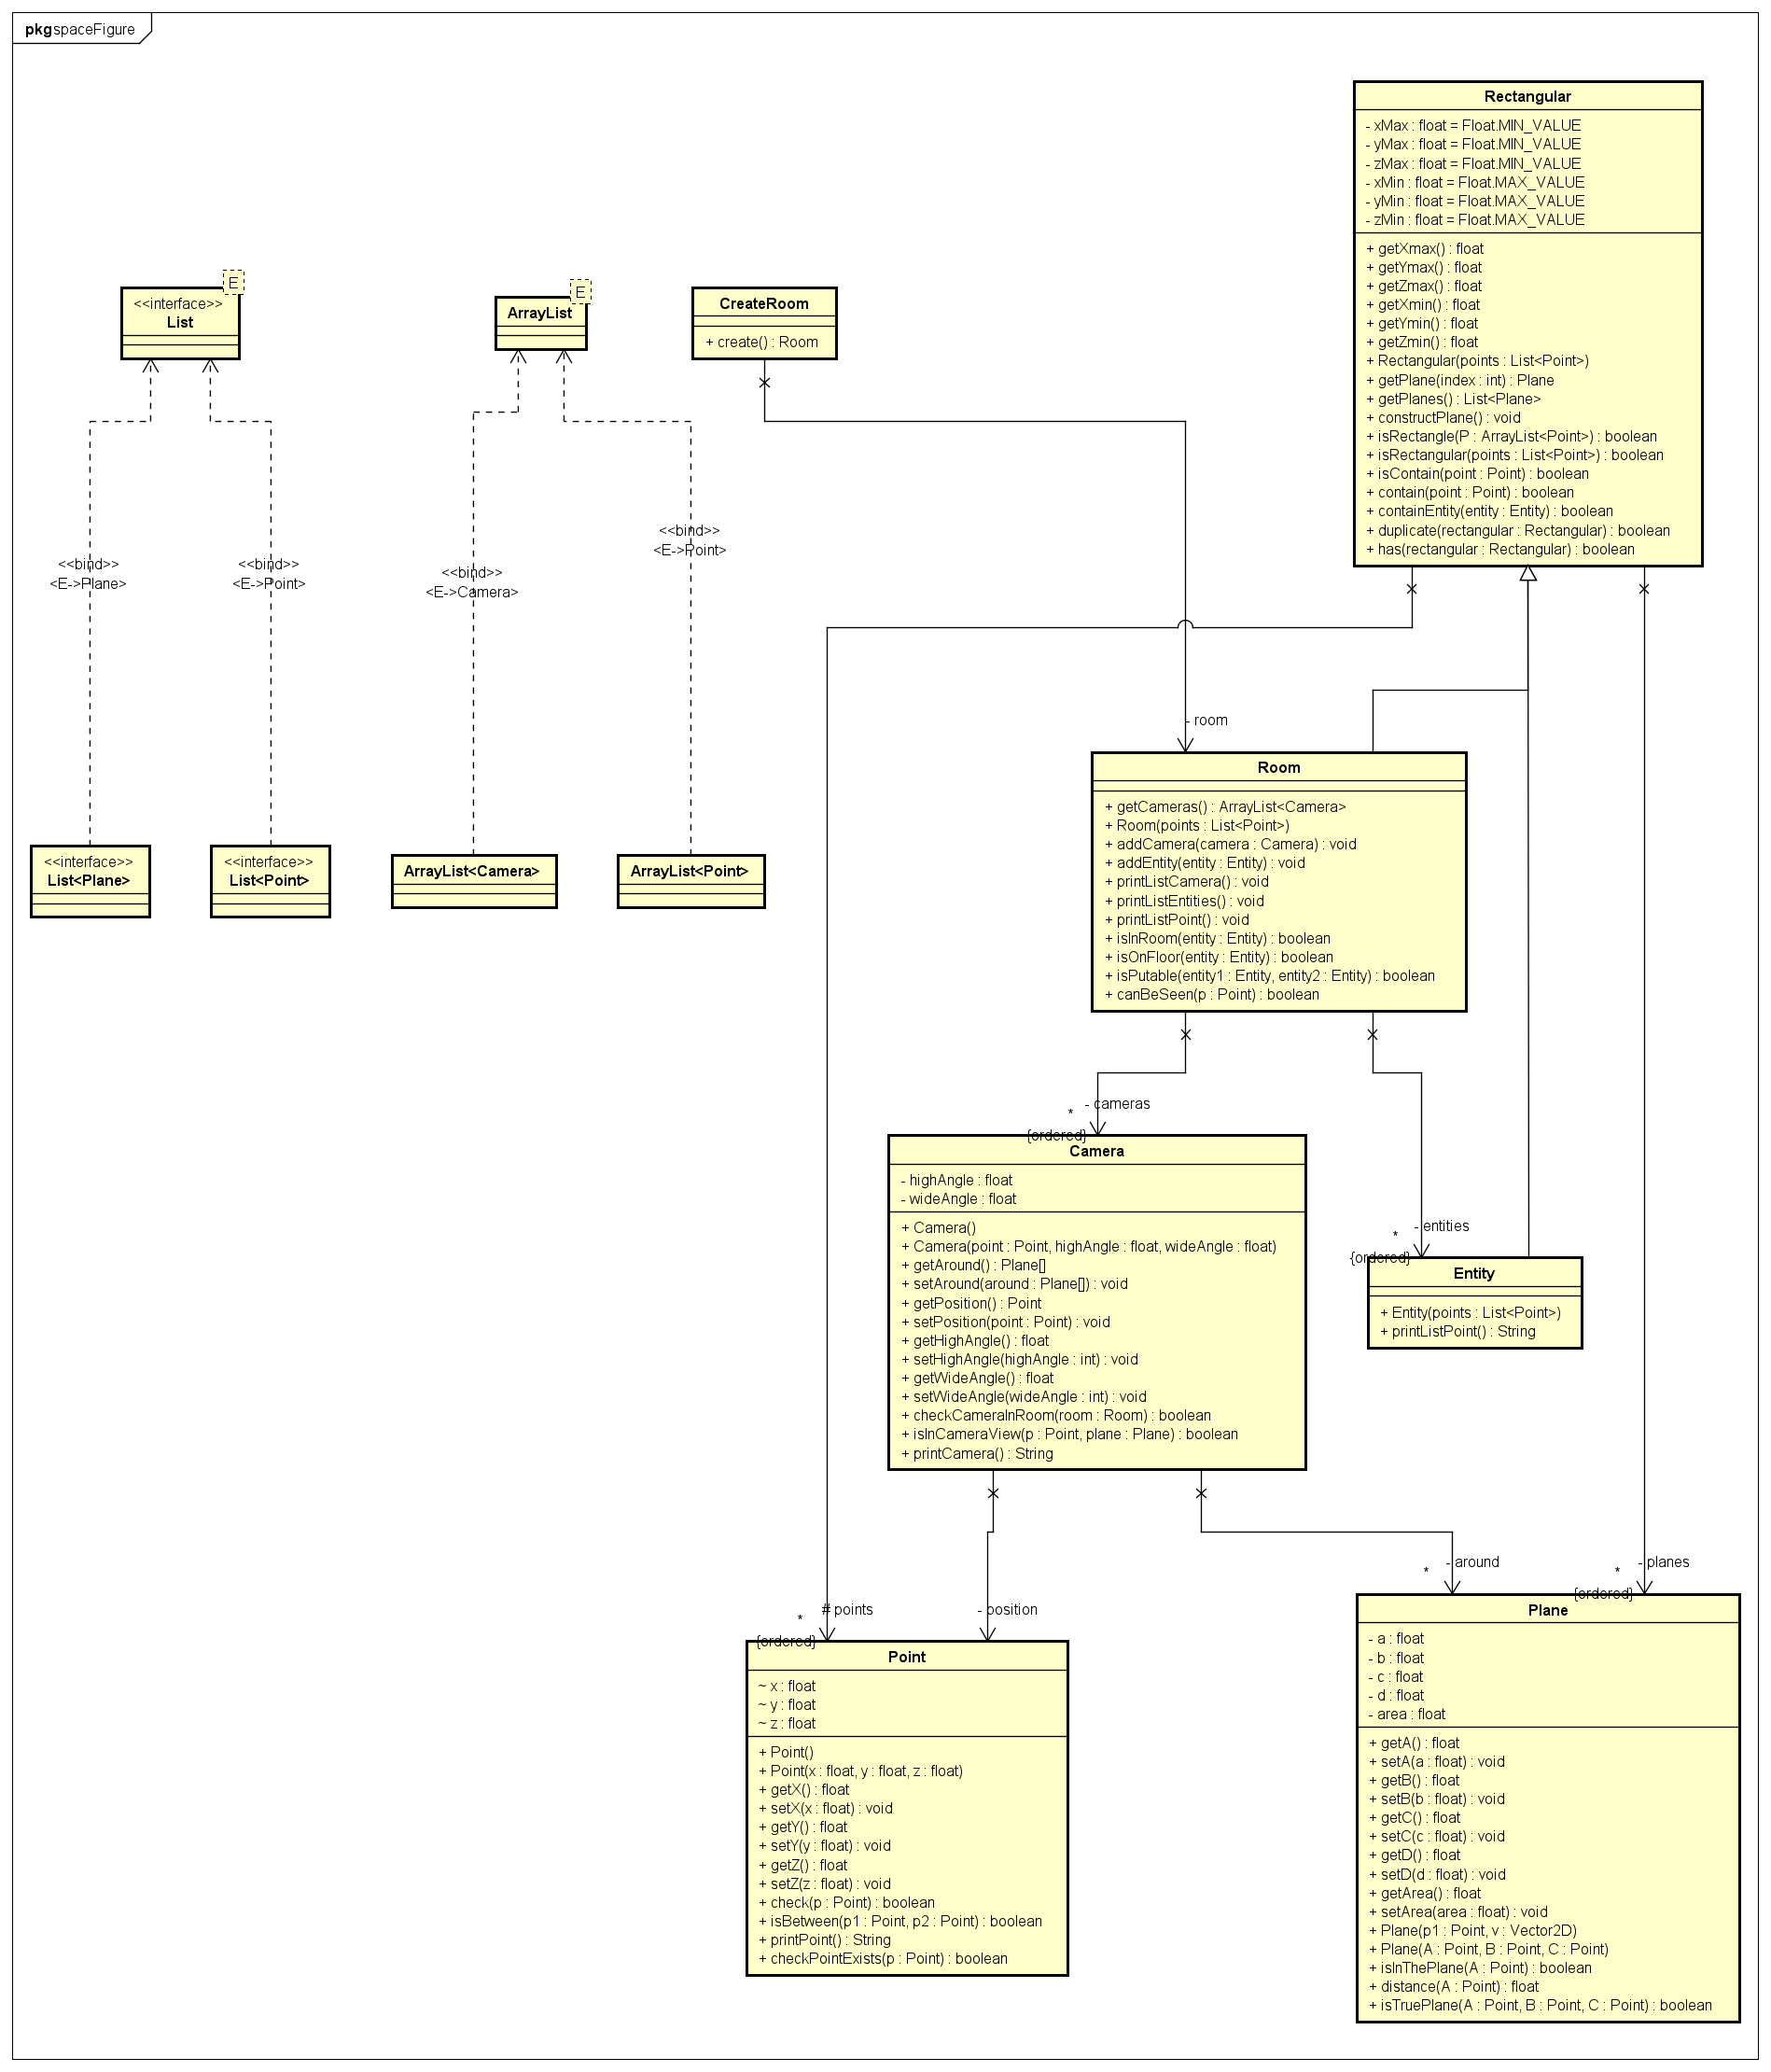 pkg spaceFigure
Rectangular
- xMax : float = Float.MIN_VALUE
- yMax : float = Float.MIN_VALUE
- zMax : float = Float.MIN_VALUE
- xMin : float = Float.MAX_VALUE
- yMin : float = Float.MAX_VALUE
- zMin : float = Float.MAX_VALUE
+ getXmax() : float
+ getYmax() : float
+ getZmax() : float
+ getXmin() : float
+ getYmin() : float
+ getZmin() : float
+ Rectangular(points : List<Point>)
+ getPlane(index : int) : Plane
+ getPlanes() : List<Plane>
+ constructPlane() : void
+ isRectangle(P : ArrayList<Point>) : boolean
+ isRectangular(points : List<Point>) : boolean
+ isContain(point : Point) : boolean
+ contain(point : Point) : boolean
+ containEntity(entity : Entity) : boolean
+ duplicate(rectangular : Rectangular) : boolean
+ has(rectangular : Rectangular) : boolean
E
<<interface>>
List
E
ArrayList
CreateRoom
+ create() : Room
<<bind>>
<E->Plane>
<<bind>>
<E->Point>
<<bind>>
<E->Camera>
<<bind>>
<E->Point>
- room
Room
+ getCameras() : ArrayList<Camera>
+ Room(points : List<Point>)
+ addCamera(camera : Camera) : void
+ addEntity(entity : Entity) : void
+ printListCamera() : void
+ printListEntities() : void
+ printListPoint() : void
+ isInRoom(entity : Entity) : boolean
+ isOnFloor(entity : Entity) : boolean
+ isPutable(entity1 : Entity, entity2 : Entity) : boolean
+ canBeSeen(p : Point) : boolean
<<interface>>
List<Plane>
<<interface>>
List<Point>
ArrayList<Camera>
ArrayList<Point>
- cameras
*
{ordered}
Camera
- highAngle : float
- wideAngle : float
+ Camera()
+ Camera(point : Point, highAngle : float, wideAngle : float)
+ getAround() : Plane[]
+ setAround(around : Plane[]) : void
+ getPosition() : Point
+ setPosition(point : Point) : void
+ getHighAngle() : float
+ setHighAngle(highAngle : int) : void
+ getWideAngle() : float
+ setWideAngle(wideAngle : int) : void
+ checkCameraInRoom(room : Room) : boolean
+ isInCameraView(p : Point, plane : Plane) : boolean
+ printCamera() : String
- entities
*
{ordered}
Entity
+ Entity(points : List<Point>)
+ printListPoint() : String
# points
*
{ordered}
- position
Point
~ x : float
~ y : float
~ z : float
+ Point()
+ Point(x : float, y : float, z : float)
+ getX() : float
+ setX(x : float) : void
+ getY() : float
+ setY(y : float) : void
+ getZ() : float
+ setZ(z : float) : void
+ check(p : Point) : boolean
+ isBetween(p1 : Point, p2 : Point) : boolean
+ printPoint() : String
+ checkPointExists(p : Point) : boolean
- around
*
- planes
*
{ordered}
Plane
- a : float
- b : float
- c : float
- d : float
- area : float
+ getA() : float
+ setA(a : float) : void
+ getB() : float
+ setB(b : float) : void
+ getC() : float
+ setC(c : float) : void
+ getD() : float
+ setD(d : float) : void
+ getArea() : float
+ setArea(area : float) : void
+ Plane(p1 : Point, v : Vector2D)
+ Plane(A : Point, B : Point, C : Point)
+ isInThePlane(A : Point) : boolean
+ distance(A : Point) : float
+ isTruePlane(A : Point, B : Point, C : Point) : boolean